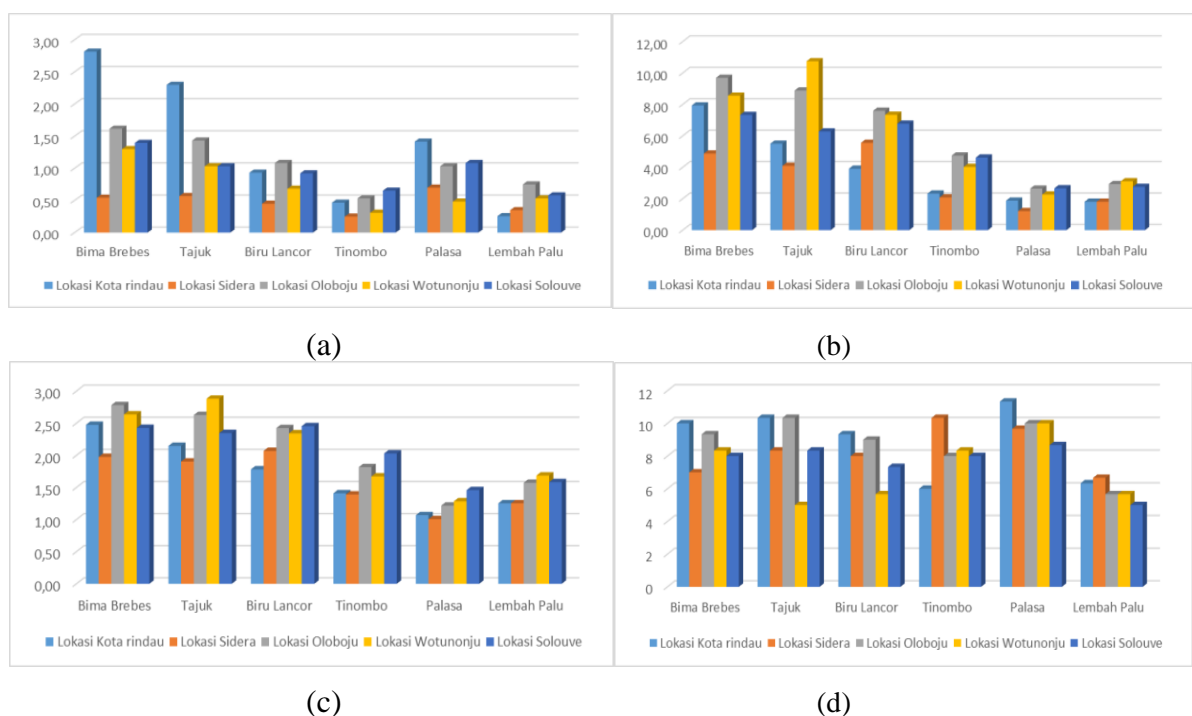 3,00
2,50
2,00
1,50
1,00
0,50
0,00
Bima Brebes Tajuk Biru Lancor Tinombo Palasa Lembah Palu
Lokasi Kota rindau Lokasi Sidera Lokasi Oloboju Lokasi Wotunonju Lokasi Solouve
(a)
12,00
10,00
8,00
6,00
4,00
2,00
0,00
Bima Brebes Tajuk Biru Lancor Tinombo Palasa Lembah Palu
Lokasi Kota rindau Lokasi Sidera Lokasi Oloboju Lokasi Wotunonju Lokasi Solouve
(b)
3,00
2,50
2,00
1,50
1,00
0,50
0,00
Bima Brebes Tajuk Biru Lancor Tinombo Palasa Lembah Palu
Lokasi Kota rindau Lokasi Sidera Lokasi Oloboju Lokasi Wotunonju Lokasi Solouve
(c)
12
10
8
6
4
2
0
Bima Brebes Tajuk Biru Lancor Tinombo Palasa Lembah Palu
Lokasi Kota rindau Lokasi Sidera Lokasi Oloboju Lokasi Wotunonju Lokasi Solouve
(d)